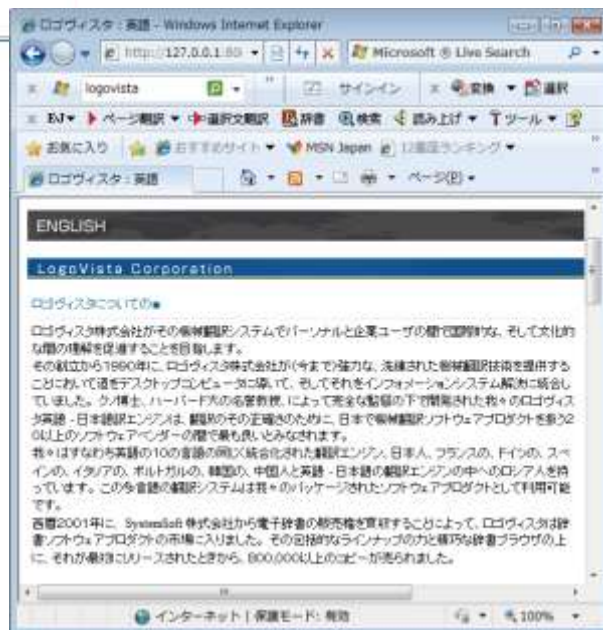 ロゴヴィスタ : 英語 - Windows Internet Explorer
http://127.0.0.1:80
Microsoft ® Live Search
logovista
サインイン
変換
選択
EJ
ページ翻訳
選択文翻訳
辞書
検索
読み上げ
ツール
お気に入り
おすすめサイト
MSN Japan
12星座ランキング
ロゴヴィスタ : 英語
ページ(P)
ENGLISH
LogoVista Corporation
ロゴヴィスタについての■
ロゴヴィスタ株式会社がその機械翻訳システムでパーソナルと企業ユーザの間で国際的な、そして文化的
な間の理解を促進することを目指します。
その創立から1990年に、ロゴヴィスタ株式会社が(今まで)強力な、洗練された機械翻訳技術を提供する
ことにおいて道をデスクトップコンピュータに導いて、そしてそれをインフォメーションシステム解決に統合し
ていました。クノ博士、ハーバード大の名誉教授、によって完全な監督の下で開発された我々のロゴヴィス
タ英語 - 日本語訳エンジンは、翻訳のその正確さのために、日本で機械翻訳ソフトウェアプロダクトを扱う2
0以上のソフトウェアベンダーの間で最も良いとみなされます。
我々はすなわち英語の10の言語の間に統合化された翻訳エンジン、日本人、フランスの、ドイツの、スペ
インの、イタリアの、ポルトガルの、韓国の、中国人と英語 - 日本語の翻訳エンジンの中へのロシア人を持
っています。この多言語の翻訳システムは我々のパッケージされたソフトウェアプロダクトとして利用可能
です。
西暦2001年に、SystemSoft 株式会社から電子辞書の販売権を買収することによって、ロゴヴィスタは辞
書ソフトウェアプロダクトの市場に入りました。その包括的なラインナップの力と精巧な辞書ブラウザの上
に、それが最初にリリースされたときから、800,000以上のコピーが売られました。
インターネット | 保護モード: 有効
100%